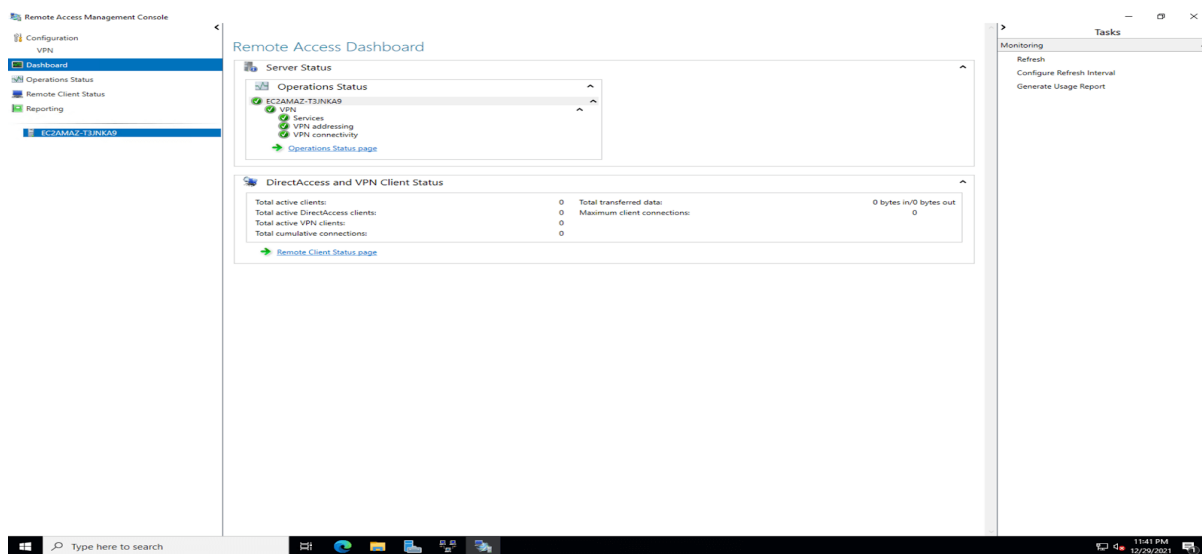 Remote Access Management Console
Configuration
VPN
Dashboard
Operations Status
Remote Client Status
Reporting
EC2AMAZ-T3JNKA9
Remote Access Dashboard
Server Status
Operations Status
EC2AMAZ-T3JNKA9
VPN
Services
VPN addressing
VPN connectivity
Operations Status page
DirectAccess and VPN Client Status
Total active clients: 0 Total transferred data: 0 bytes in/0 bytes out
Total active DirectAccess clients: 0 Maximum client connections: 0
Total active VPN clients: 0
Total cumulative connections: 0
Remote Client Status page
Tasks
Monitoring
Refresh
Configure Refresh Interval
Generate Usage Report
Type here to search
11:41 PM
12/29/2021